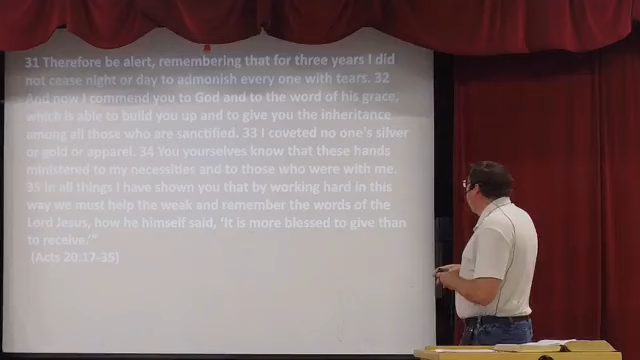 31 Therefore be alert, remembering that for three years I did
not cease night or day to admonish every one with tears. 32
And now I commend you to God and to the word of his grace,
which is able to build you up and to give you the inheritance
among all those who are sanctified. 33 I coveted no one's silver
or gold or apparel. 34 You yourselves know that these hands
ministered to my necessities and to those who were with me.
35 In all things I have shown you that by working hard in this
way we must help the week and remember the words of the
Lord Jesus, how he himself said, 'It is more blessed to give than
to receive.'"
(Acts 20:17-35)